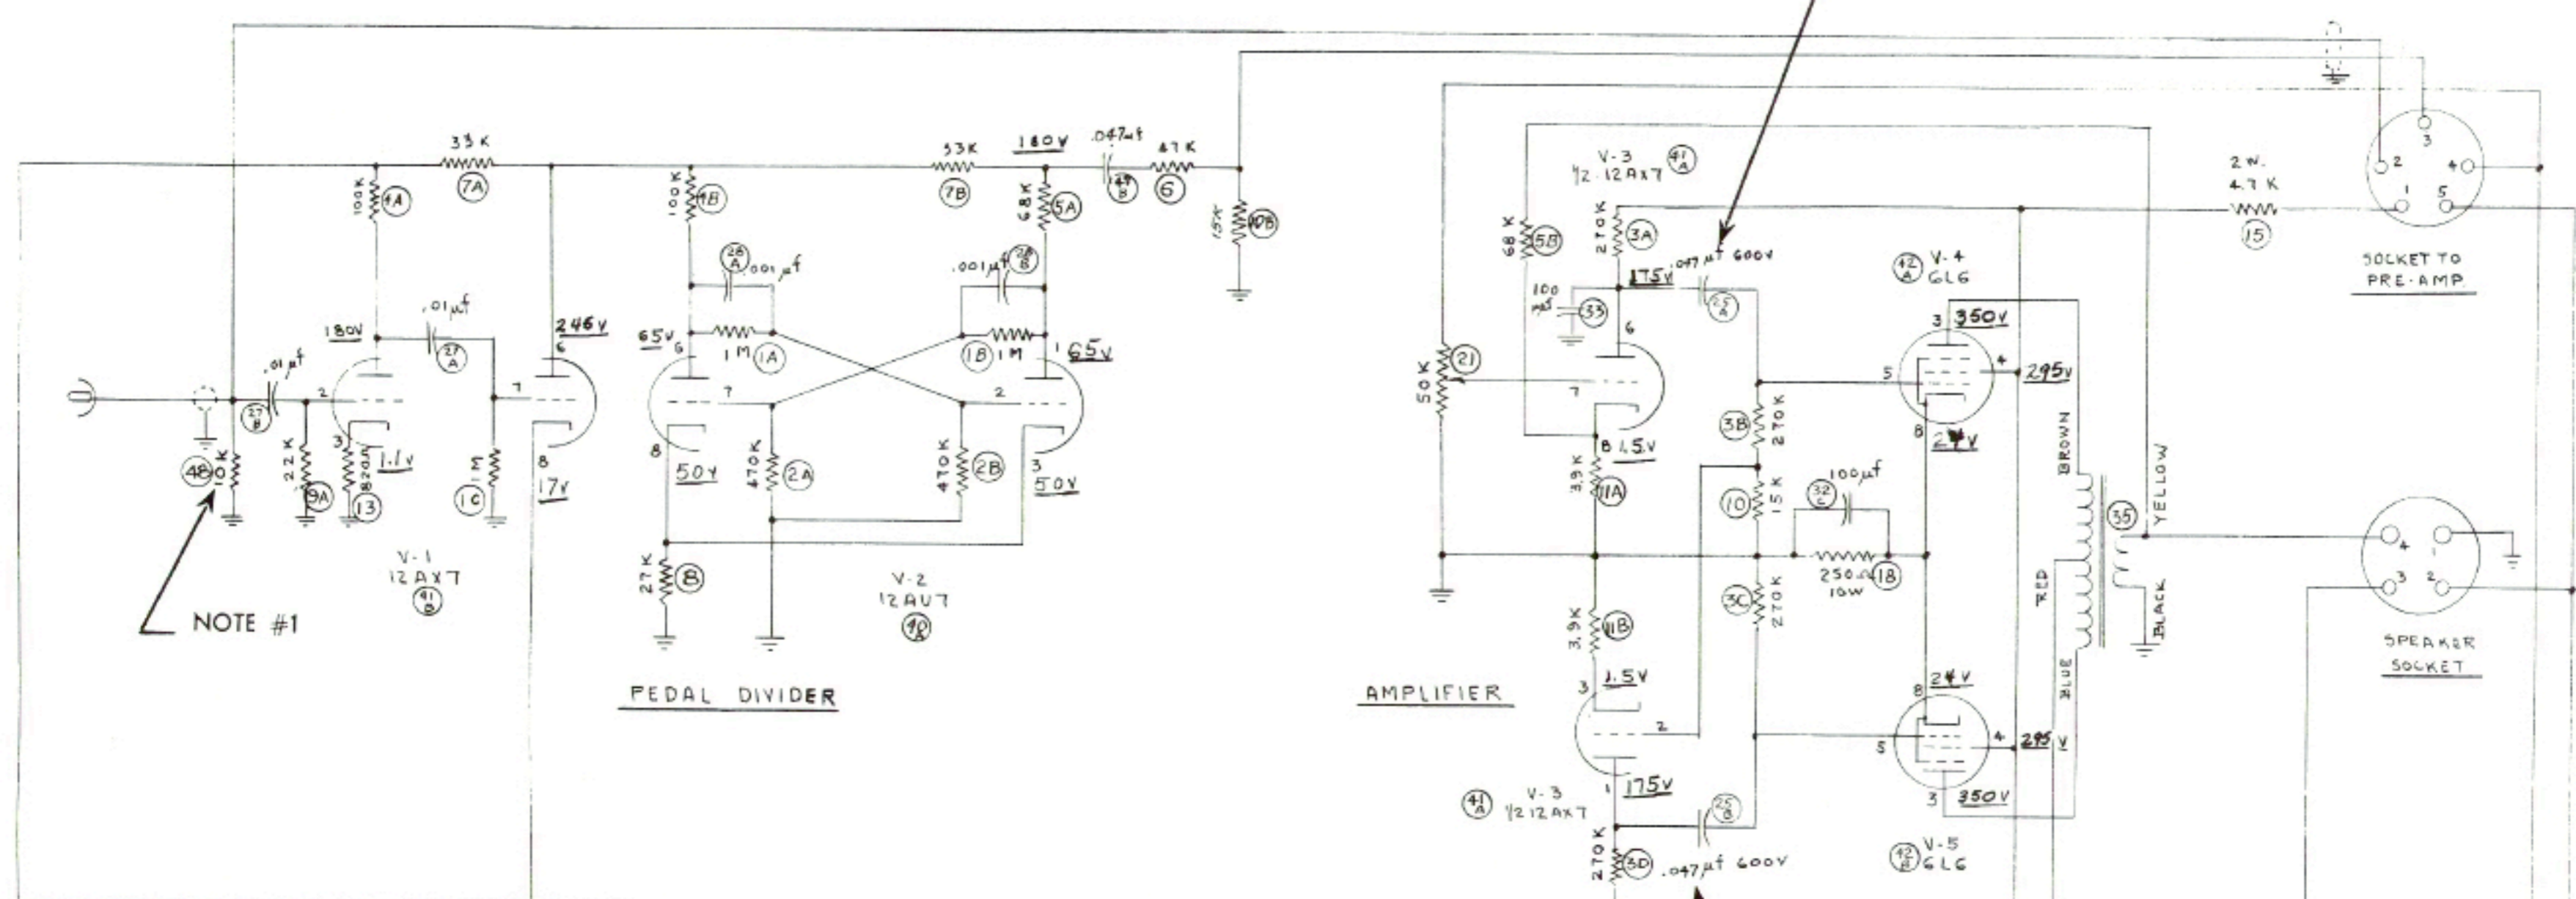 33K
7A
100K
4A
180V
.01µf
27A
.01µf
27B
2
3
1.1V
820Ω
13
22K
9A
48
NOTE #1
V-1
12AX7
41B
1M
1C
246V
6
7
8
17V
100K
4B
28A
.001µf
65V
6
1M
1A
7
8
50V
470K
2A
27K
8
33K
7B
180V
.047µf
49B
47K
6
68K
5A
15K
10B
.001µf
28B
1B
1M
1
65V
2
3
50V
470K
2B
V-2
12AU7
40A
PEDAL DIVIDER
50K
21
68K
5B
V-3
1/2 12AX7
41A
270K
3A
175V
.047µf 600V
25A
100
µµf
33
6
7
8
1.5V
3.9K
11A
3B
270K
10
15K
100µf
32C
250Ω
10W
18
3C
270K
3.9K
11B
3
1.5V
2
1
175V
AMPLIFIER
41A
V-3
1/2 12AX7
270K
3D
25B
.047µf 600V
42A
V-4
6L6
3
350V
4
295V
5
8
24V
8
24V
5
4
295V
3
350V
42A
V-5
6L6
BROWN
RED
BLUE
35
YELLOW
BLACK
2W.
4.7K
15
1
2
3
4
5
SOCKET TO
PRE-AMP.
4
1
3
2
SPEAKER
SOCKET